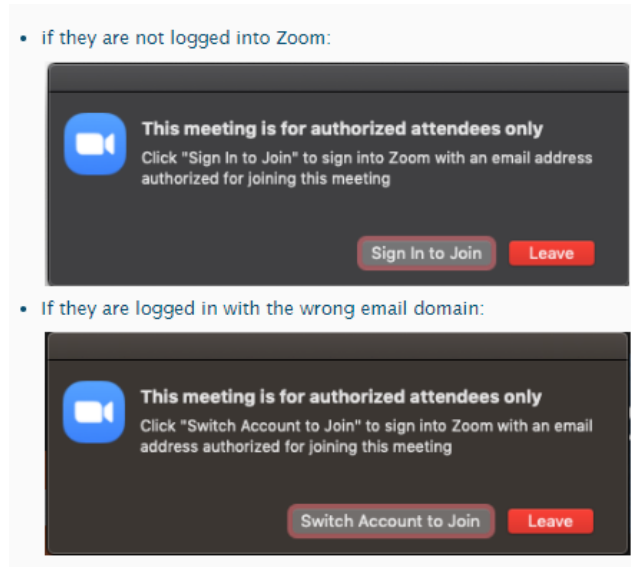 • if they are not logged into Zoom:
This meeting is for authorized attendees only
Click "Sign In to Join" to sign into Zoom with an email address
authorized for joining this meeting
Sign In to Join Leave
• If they are logged in with the wrong email domain:
This meeting is for authorized attendees only
Click "Switch Account to Join" to sign into Zoom with an email
address authorized for joining this meeting
Switch Account to Join Leave